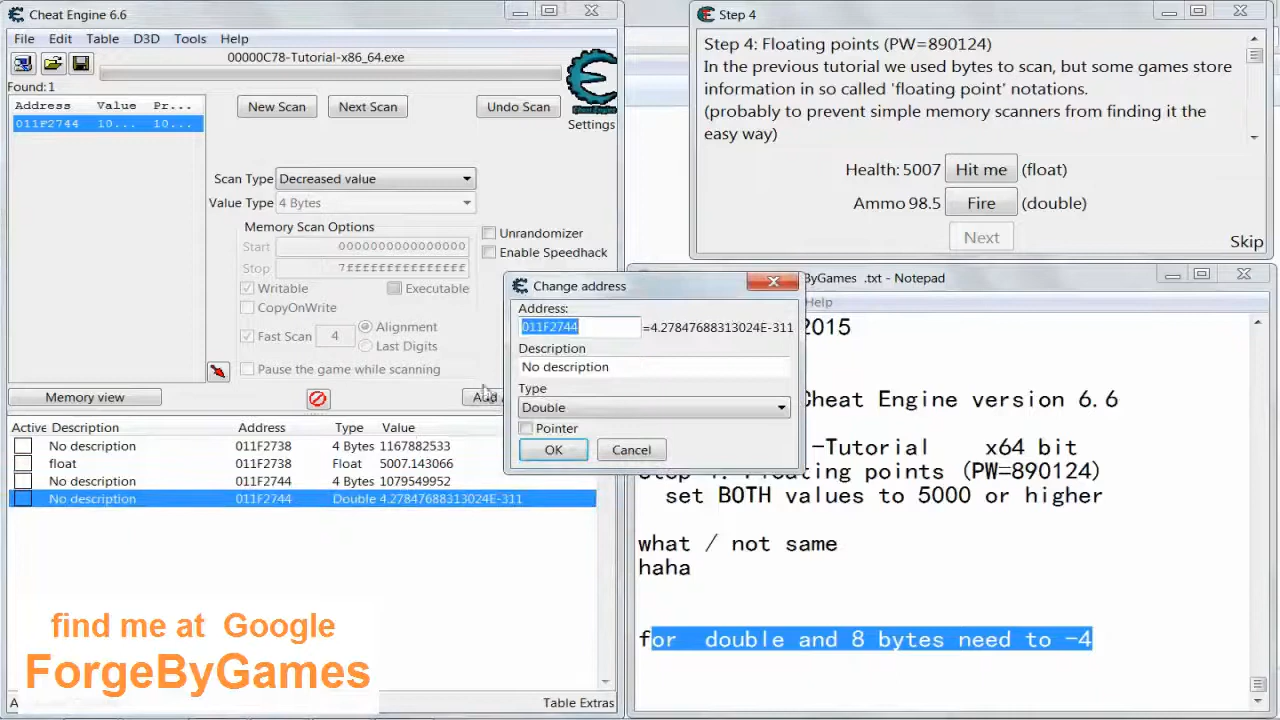 Cheat Engine 6.6
File Edit Table D3D Tools Help
00000C78-Tutorial-x86_64.exe
Found:1
Address Value Pr...
011F2744 10... 10...
New Scan Next Scan Undo Scan
Settings
Scan Type Decreased value
Value Type 4 Bytes
Memory Scan Options
Start 0000000000000000
Stop 7fffffffffffffff
Writable Executable
CopyOnWrite
Fast Scan 4 Alignment
Last Digits
Pause the game while scanning
Unrandomizer
Enable Speedhack
Memory view
Active Description Address Type Value
No description 011F2738 4 Bytes 1167882533
float 011F2738 Float 5007.143066
No description 011F2744 4 Bytes 1079549952
No description 011F2744 Double 4.27847688313024E-311
find me at Google
ForgeByGames
Table Extras
Step 4
Step 4: Floating points (PW=890124)
In the previous tutorial we used bytes to scan, but some games store
information in so called 'floating point' notations.
(probably to prevent simple memory scanners from finding it the
easy way)
Health: 5007 Hit me (float)
Ammo 98.5 Fire (double)
Next
Skip
Change address
Address:
011F2744 =4.27847688313024E-311
Description
No description
Type
Double
Pointer
OK Cancel
ByGames .txt - Notepad
Help
2015
Cheat Engine version 6.6
-Tutorial x64 bit
Step 4: Floating points (PW=890124)
set BOTH values to 5000 or higher
what / not same
haha
for double and 8 bytes need to -4